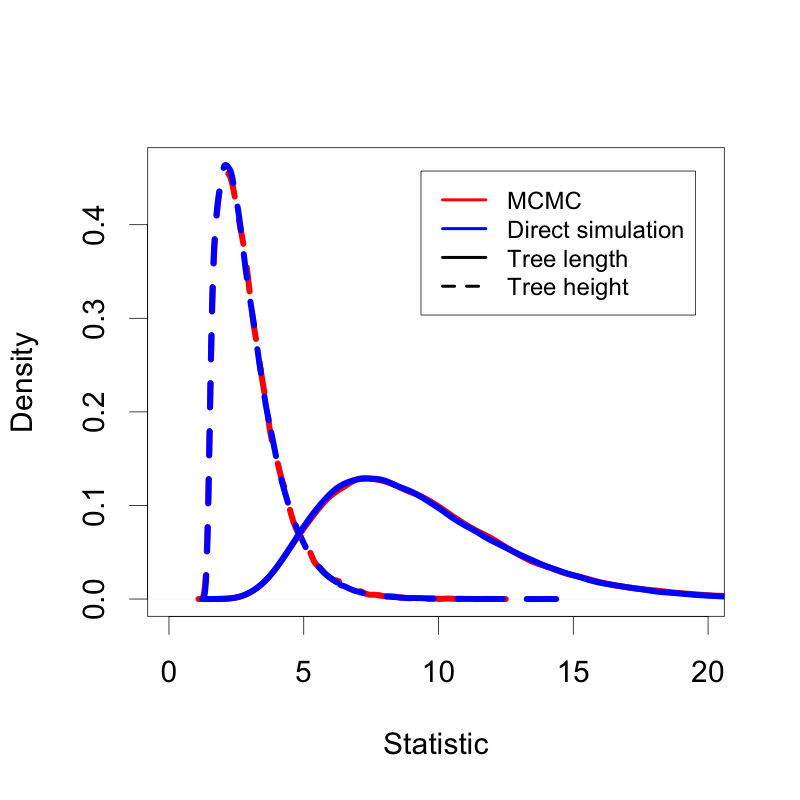 MCMC
Direct simulation
Tree length
Tree height
Density
0.4
0.3
0.2
0.1
0.0
0 5 10 15 20
Statistic